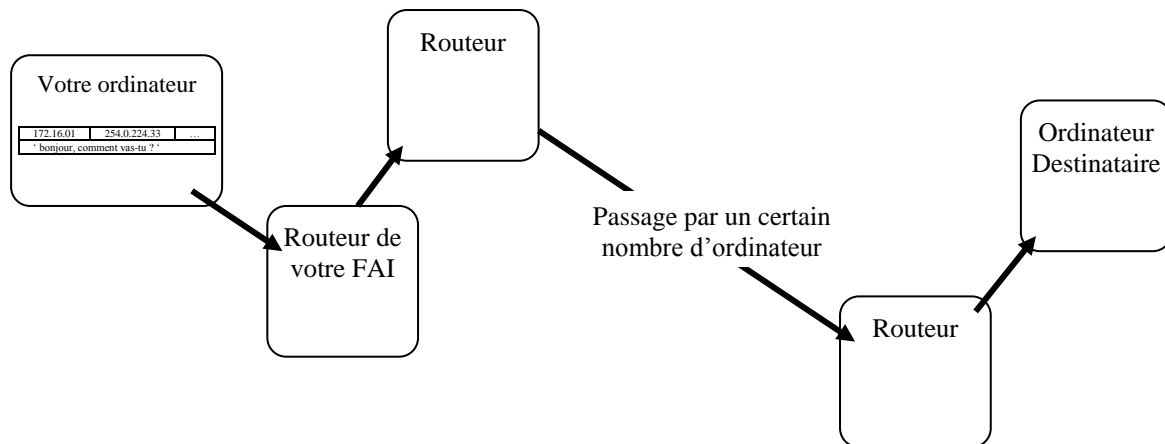 Votre ordinateur
172.16.01 254.0.224.33 …
‘ bonjour, comment vas-tu ? ‘
Routeur de
votre FAI
Routeur
Passage par un certain
nombre d’ordinateur
Routeur
Ordinateur
Destinataire